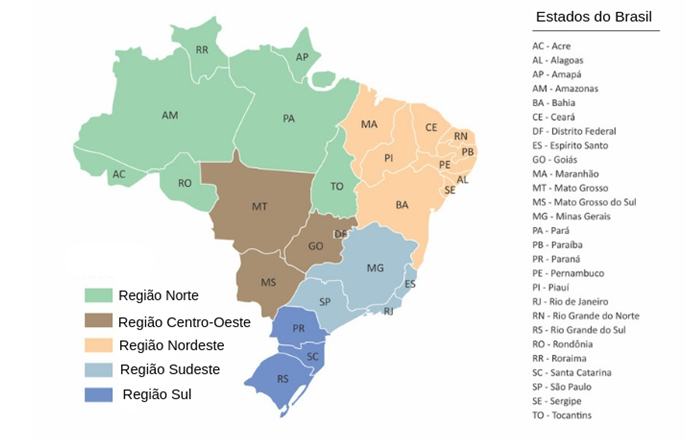 Estados do Brasil
AC - Acre
AL - Alagoas
AP - Amapá
AM - Amazonas
BA - Bahia
CE - Ceará
DF - Distrito Federal
ES - Espírito Santo
GO - Goiás
MA - Maranhão
MT - Mato Grosso
MS - Mato Grosso do Sul
MG - Minas Gerais
PA - Pará
PB - Paraíba
PR - Paraná
PE - Pernambuco
PI - Piauí
RJ - Rio de Janeiro
RN - Rio Grande do Norte
RS - Rio Grande do Sul
RO - Rondônia
RR - Roraima
SC - Santa Catarina
SP - São Paulo
SE - Sergipe
TO - Tocantins
RR
AP
AM
PA
MA
CE
RN
PB
PI
PE
AL
SE
AC
RO
TO
BA
MT
DF
GO
MG
MS
ES
SP
RJ
PR
SC
RS
Região Norte
Região Centro-Oeste
Região Nordeste
Região Sudeste
Região Sul